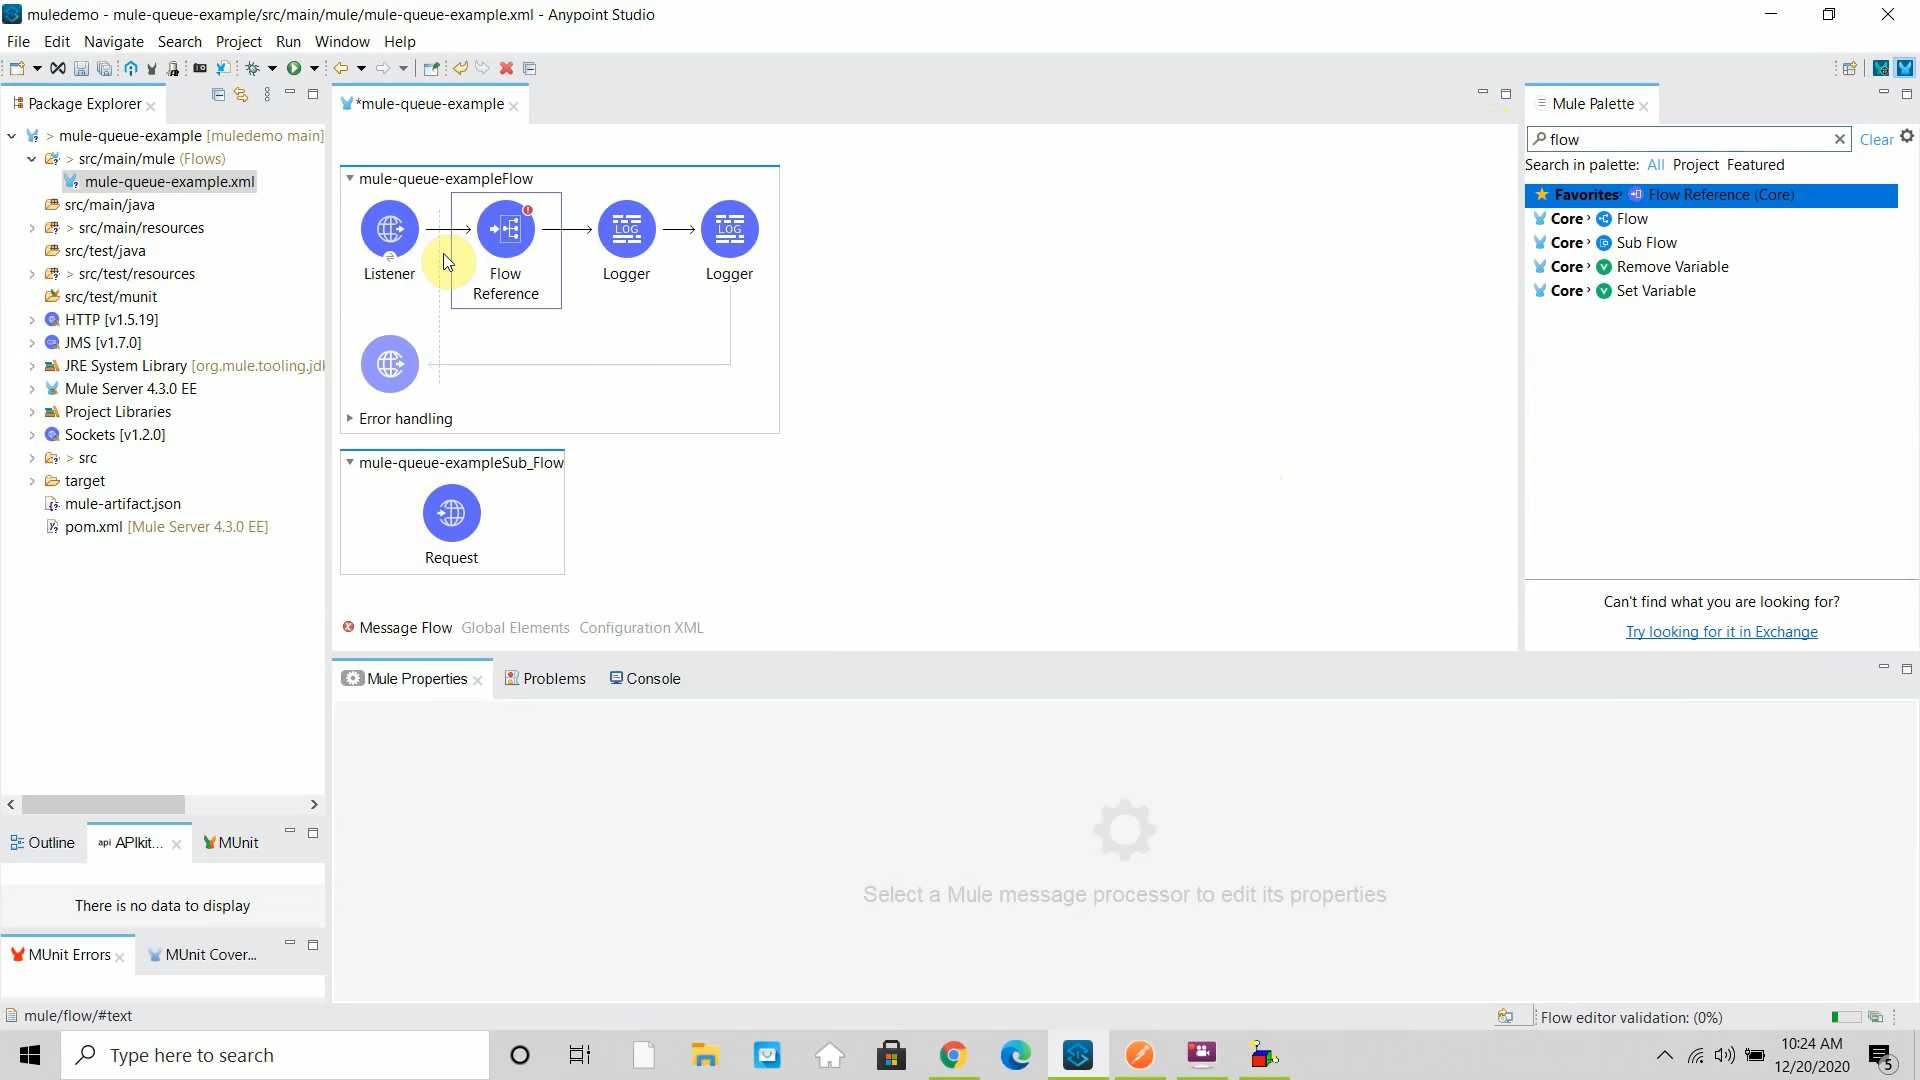 muledemo - mule-queue-example/src/main/mule/mule-queue-example.xml - Anypoint Studio
File Edit Navigate Search Project Run Window Help
Package Explorer
> mule-queue-example [muledemo main]
> src/main/mule (Flows)
mule-queue-example.xml
src/main/java
> src/main/resources
src/test/java
> src/test/resources
src/test/munit
HTTP [v1.5.19]
JMS [v1.7.0]
JRE System Library [org.mule.tooling.jdk
Mule Server 4.3.0 EE
Project Libraries
Sockets [v1.2.0]
> src
target
mule-artifact.json
pom.xml [Mule Server 4.3.0 EE]
Outline
api APIkit...
MUnit
There is no data to display
MUnit Errors
MUnit Cover...
*mule-queue-example
mule-queue-exampleFlow
LOG
LOG
Listener
Flow Reference
Logger
Logger
Error handling
mule-queue-exampleSub_Flow
Request
Message Flow Global Elements Configuration XML
Mule Properties
Problems
Console
Select a Mule message processor to edit its properties
Mule Palette
flow
Clear
Search in palette: All Project Featured
Favorites Flow Reference (Core)
Core Flow
Core Sub Flow
Core Remove Variable
Core Set Variable
Can't find what you are looking for?
Try looking for it in Exchange
mule/flow/#text
Flow editor validation: (0%)
Type here to search
10:24 AM
12/20/2020
5